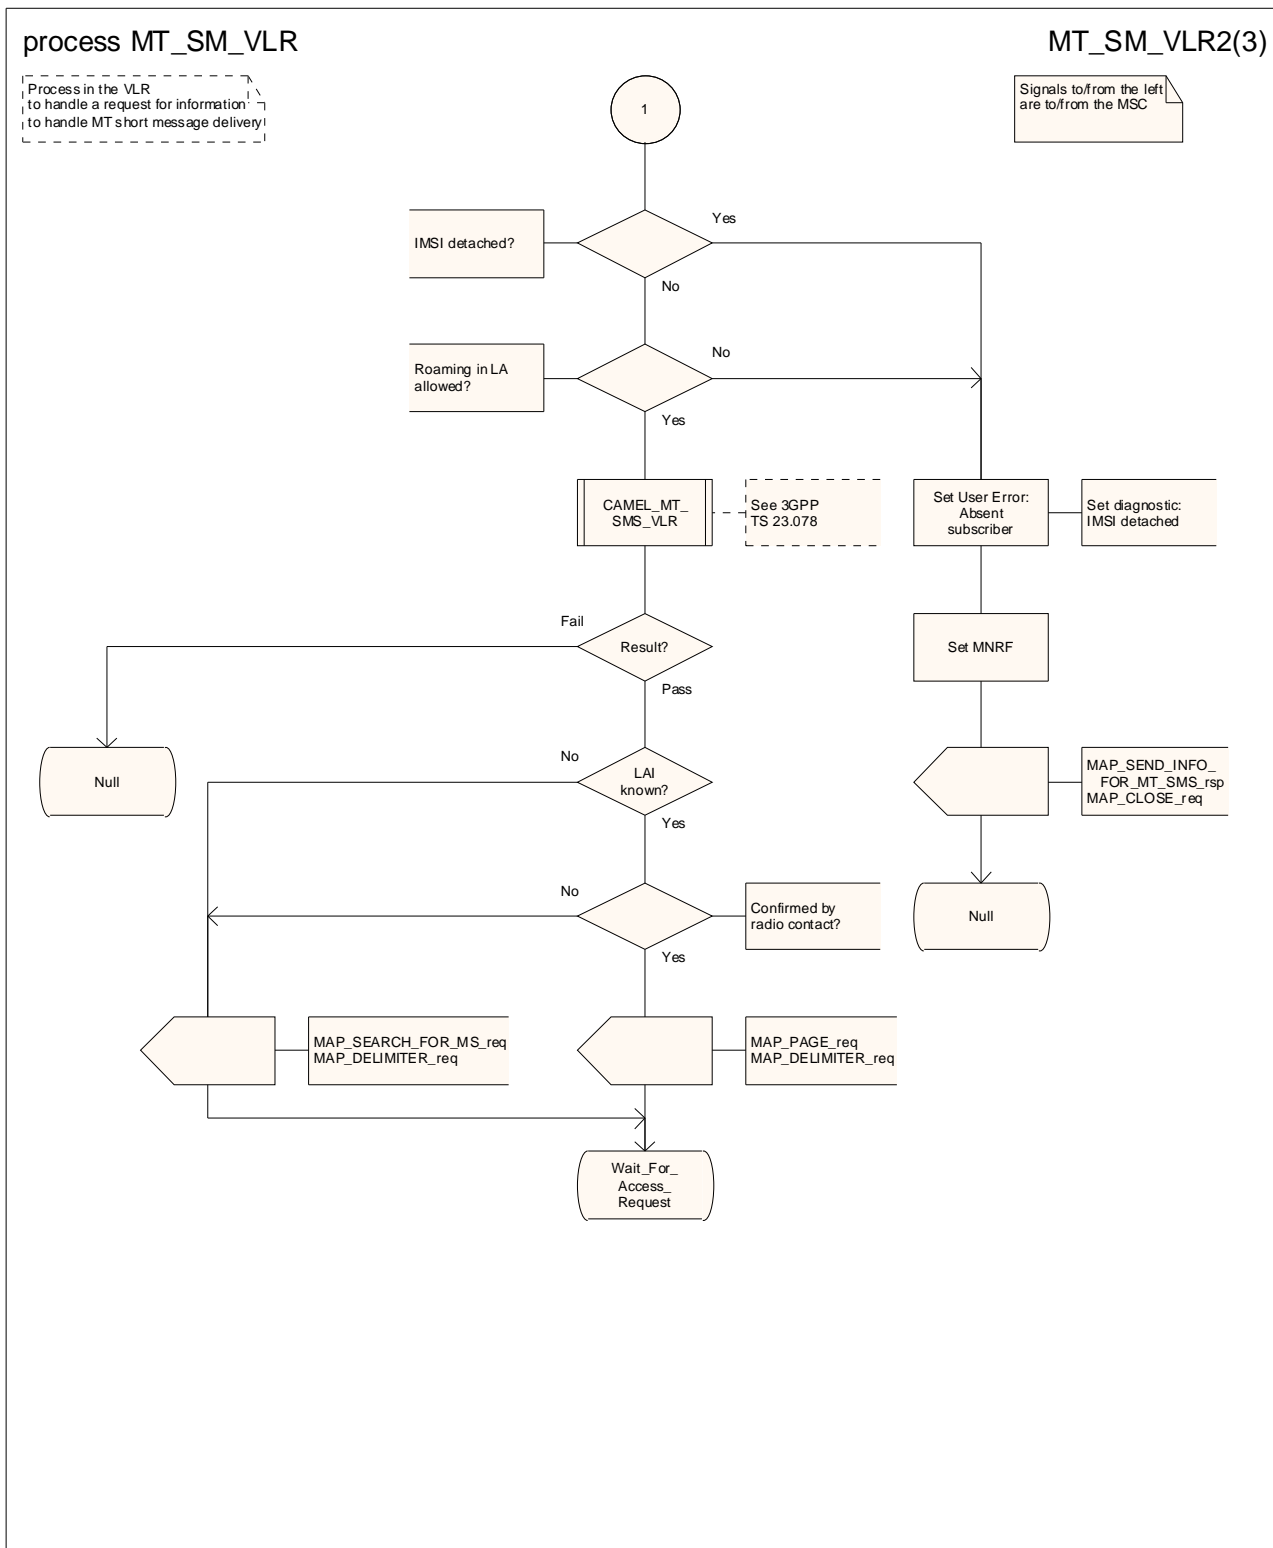 process MT_SM_VLR
MT_SM_VLR2(3)
Process in the VLR
to handle a request for information
to handle MT short message delivery
Signals to/from the left
are to/from the MSC
1
Yes
IMSI detached?
No
No
Roaming in LA
allowed?
Yes
CAMEL_MT_
SMS_VLR
See 3GPP
TS 23.078
Set User Error:
Absent
subscriber
Set diagnostic:
IMSI detached
Fail
Result?
Set MNRF
Pass
Null
No
LAI
known?
Yes
MAP_SEND_INFO_
FOR_MT_SMS_rsp
MAP_CLOSE_req
No
Confirmed by
radio contact?
Null
Yes
MAP_SEARCH_FOR_MS_req
MAP_DELIMITER_req
MAP_PAGE_req
MAP_DELIMITER_req
Wait_For_
Access_
Request